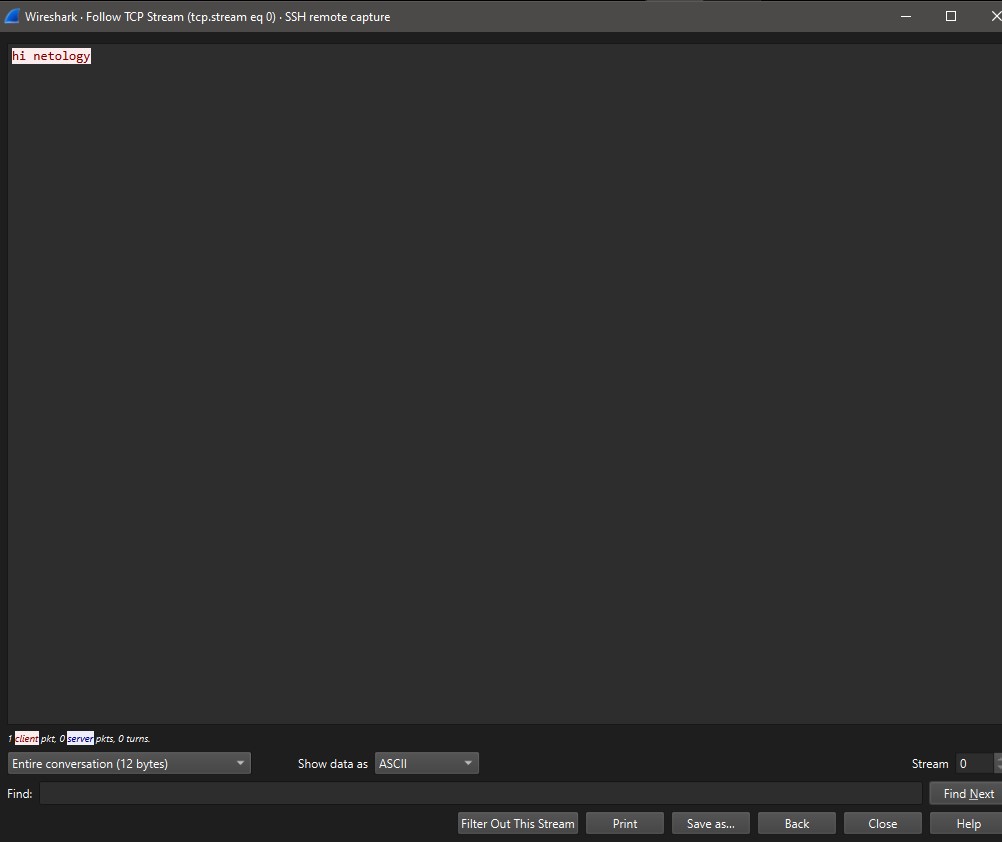 Wireshark · Follow TCP Stream (tcp.stream eq 0) · SSH remote capture
hi netology
1 client pkt, 0 server pkts, 0 turns.
Entire conversation (12 bytes) Show data as ASCII Stream 0
Find: Find Next
Filter Out This Stream Print Save as... Back Close Help